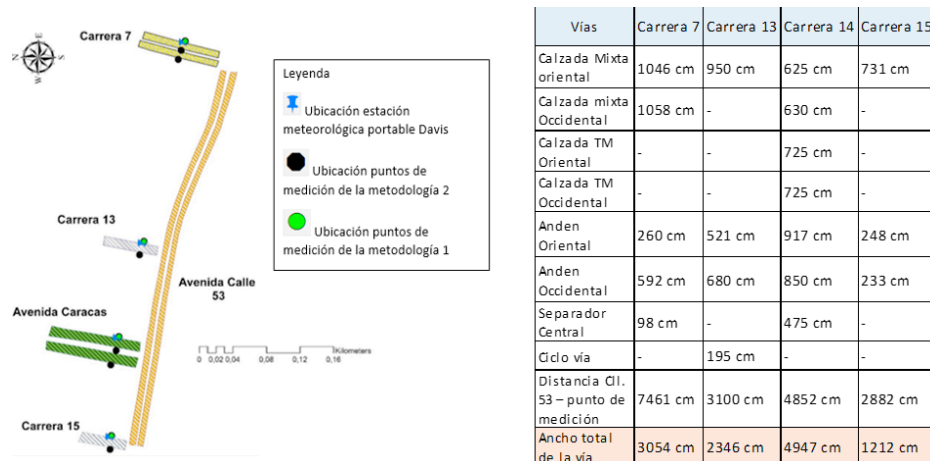 Carrera 7
N
E
S
W
Leyenda
Ubicación estación
meteorológica portable Davis
Ubicación puntos de
medición de la metodología 2
Ubicación puntos de
medición de la metodología 1
Carrera 13
Avenida Calle
53
Avenida Caracas
Kilometers
0 0,02 0,04 0,08 0,12 0,16
Carrera 15
Vías Carrera 7 Carrera 13 Carrera 14 Carrera 15
Calzada Mixta
oriental 1046 cm 950 cm 625 cm 731 cm
Calzada mixta
Occidental 1058 cm - 630 cm -
Calzada TM
Oriental - - 725 cm -
Calzada TM
Occidental - - 725 cm -
Anden
Oriental 260 cm 521 cm 917 cm 248 cm
Anden
Occidental 592 cm 680 cm 850 cm 233 cm
Separador
Central 98 cm - 475 cm -
Ciclo vía - 195 cm - -
Distancia Cll.
53 – punto de
medición 7461 cm 3100 cm 4852 cm 2882 cm
Ancho total
de la vía 3054 cm 2346 cm 4947 cm 1212 cm